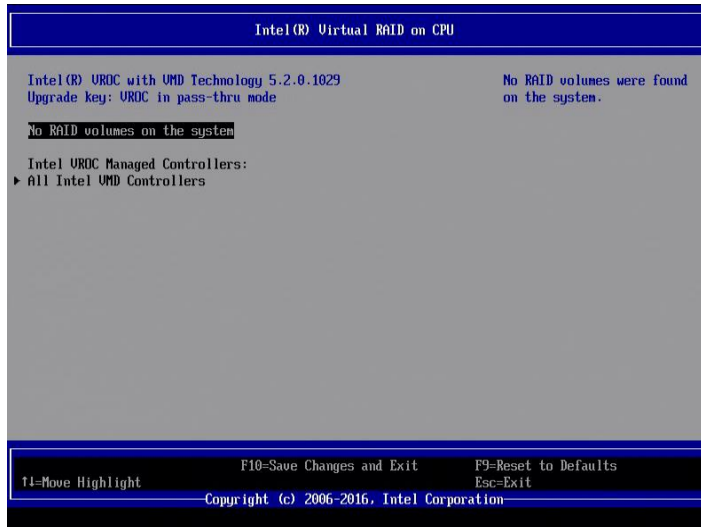 Intel(R) Virtual RAID on CPU
Intel(R) VROC with VMD Technology 5.2.0.1029
Upgrade key: VROC in pass-thru mode
No RAID volumes on the system
Intel VROC Managed Controllers:
▶ All Intel VMD Controllers
No RAID volumes were found
on the system.
F10=Save Changes and Exit
F9=Reset to Defaults
↑↓=Move Highlight
Esc=Exit
Copyright (c) 2006-2016, Intel Corporation